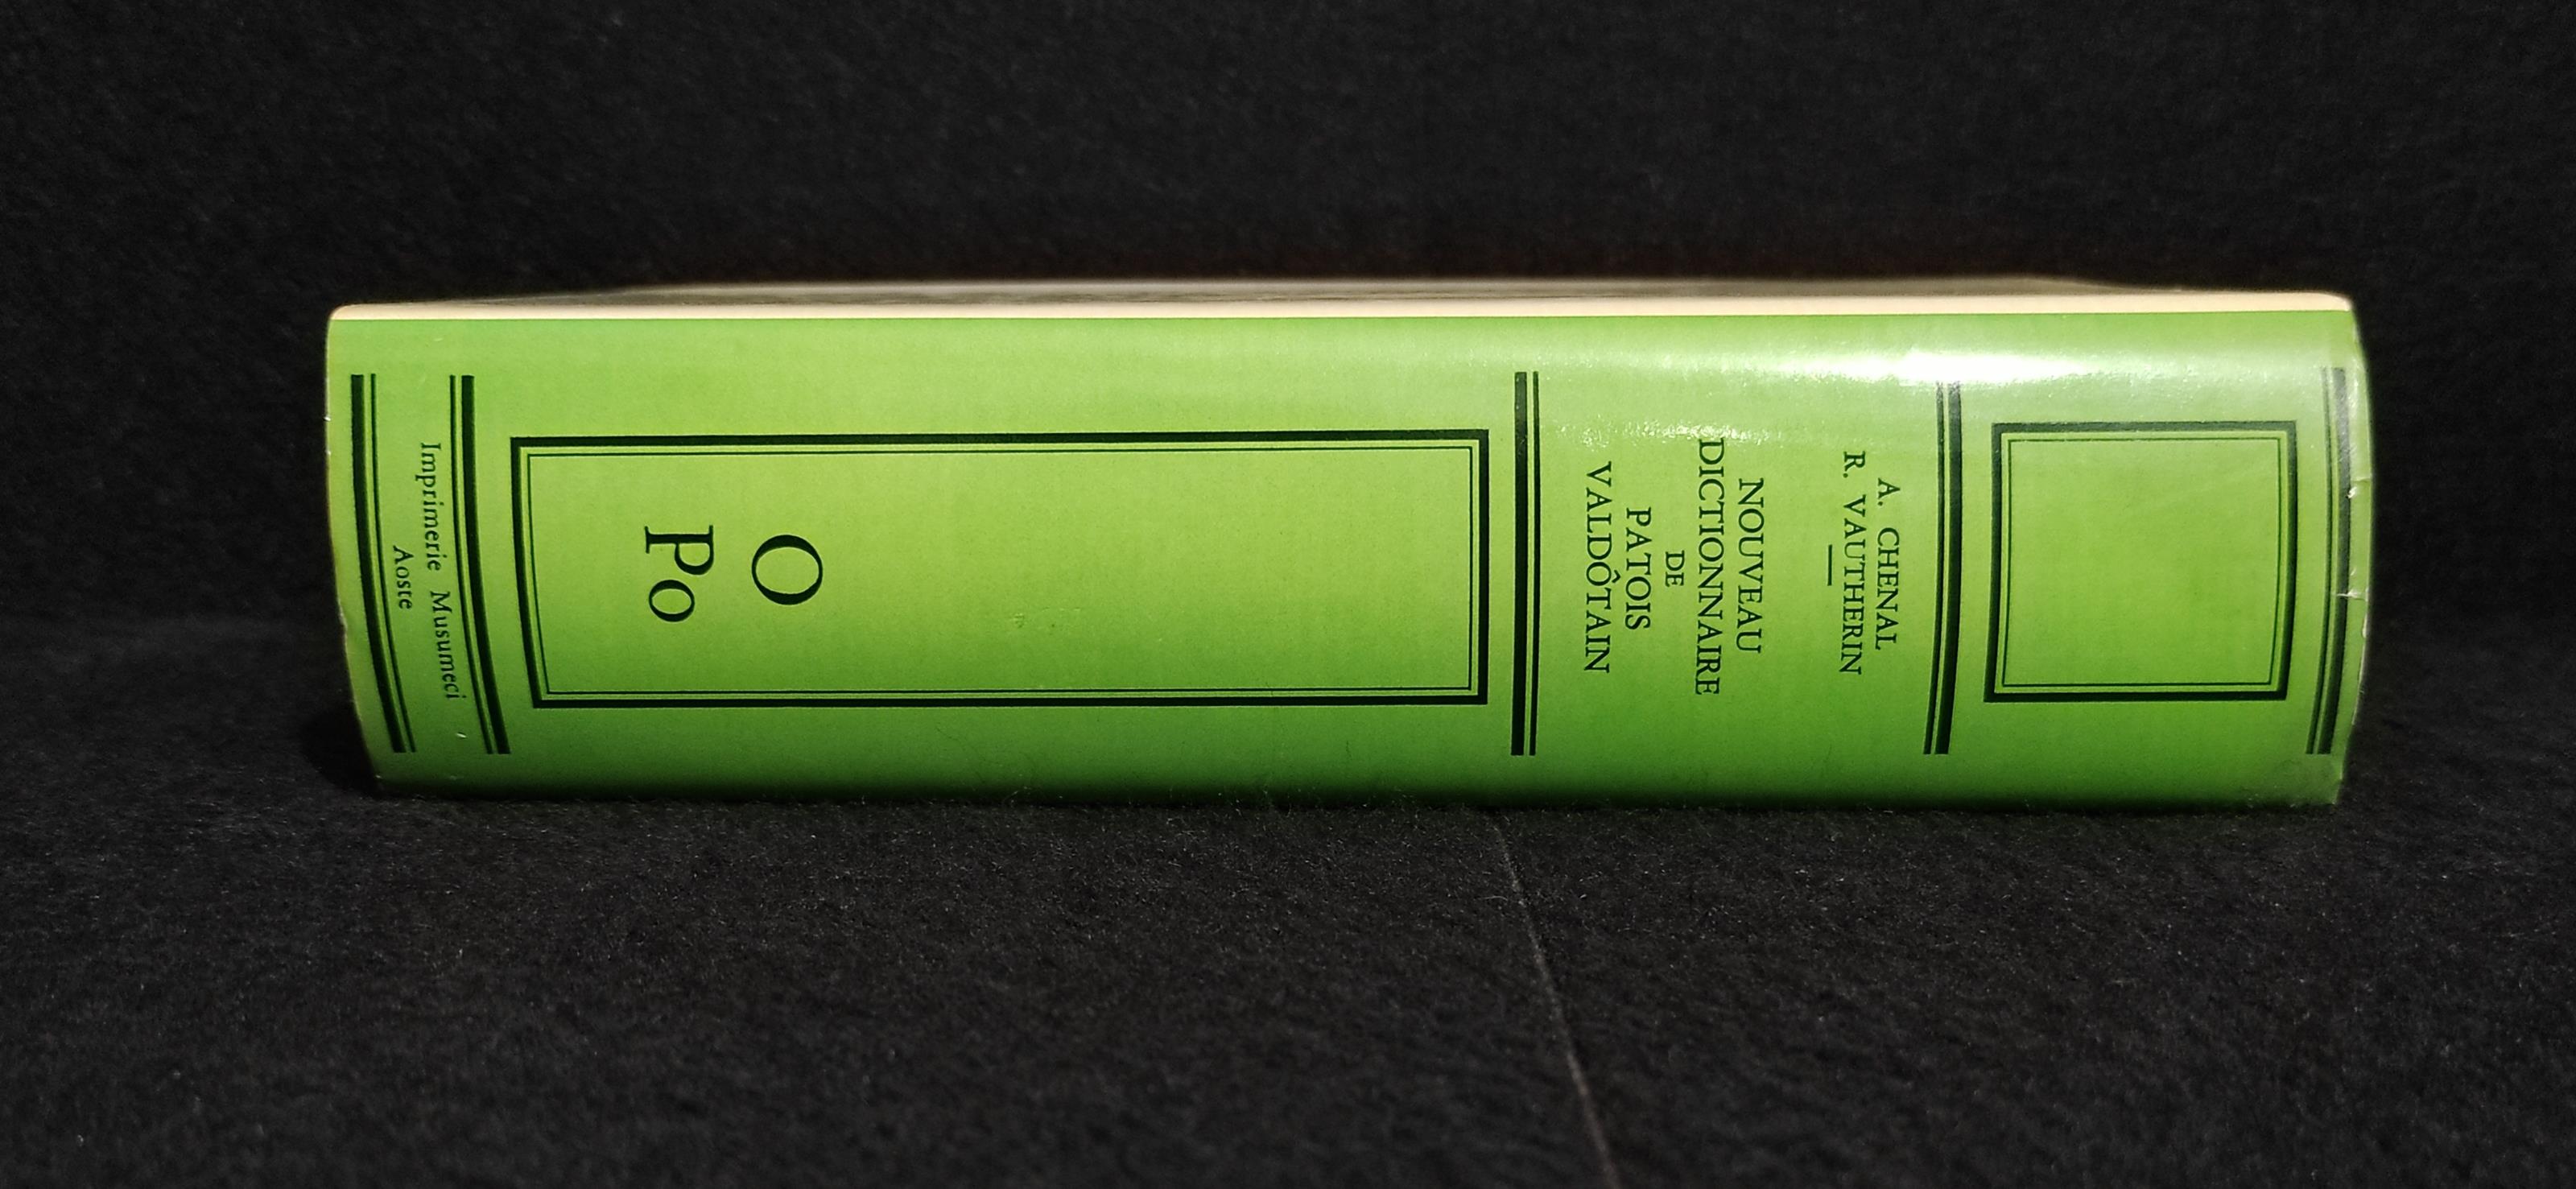 A. CHENAL
R. VAUTHERIN
NOUVEAU
DICTIONNAIRE
DE
PATOIS
VALDÔTAIN
O
Po
Imprimerie Musumeci
Aoste